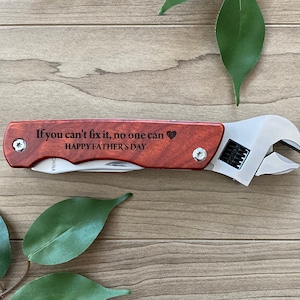 If you can't fix it, no one can ♥
HAPPY FATHER'S DAY